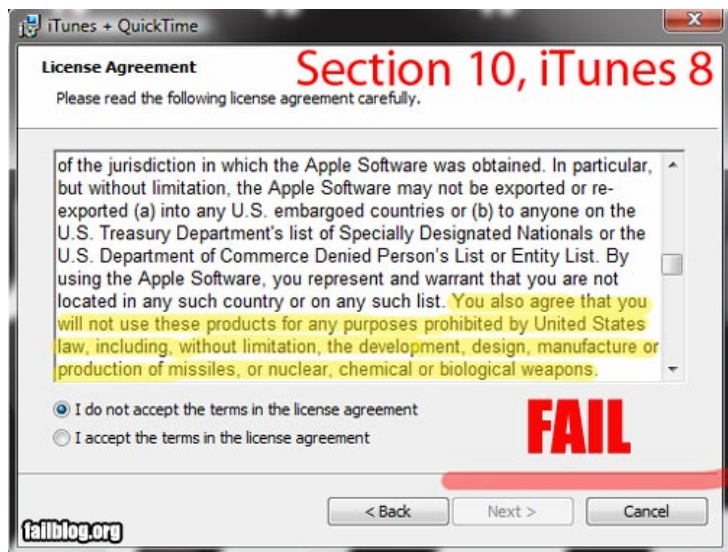 iTunes + QuickTime
License Agreement
Section 10, iTunes 8
Please read the following license agreement carefully.
of the jurisdiction in which the Apple Software was obtained. In particular,
but without limitation, the Apple Software may not be exported or re-
exported (a) into any U.S. embargoed countries or (b) to anyone on the
U.S. Treasury Department's list of Specially Designated Nationals or the
U.S. Department of Commerce Denied Person's List or Entity List. By
using the Apple Software, you represent and warrant that you are not
located in any such country or on any such list. You also agree that you
will not use these products for any purposes prohibited by United States
law, including, without limitation, the development, design, manufacture or
production of missiles, or nuclear, chemical or biological weapons.
I do not accept the terms in the license agreement
I accept the terms in the license agreement
FAIL
< Back
Next >
Cancel
failblog.org